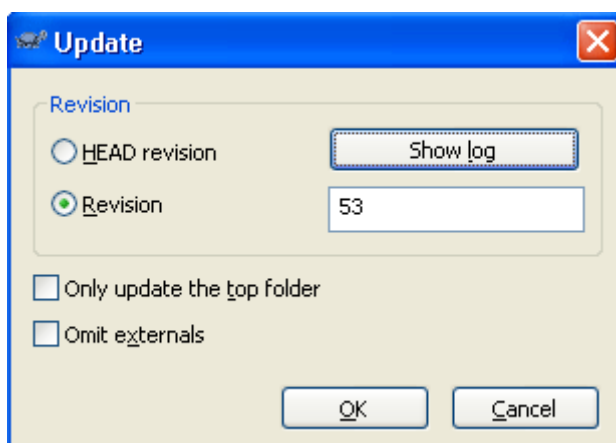 Update
Revision
HEAD revision
Show log
Revision
53
Only update the top folder
Omit externals
OK
Cancel